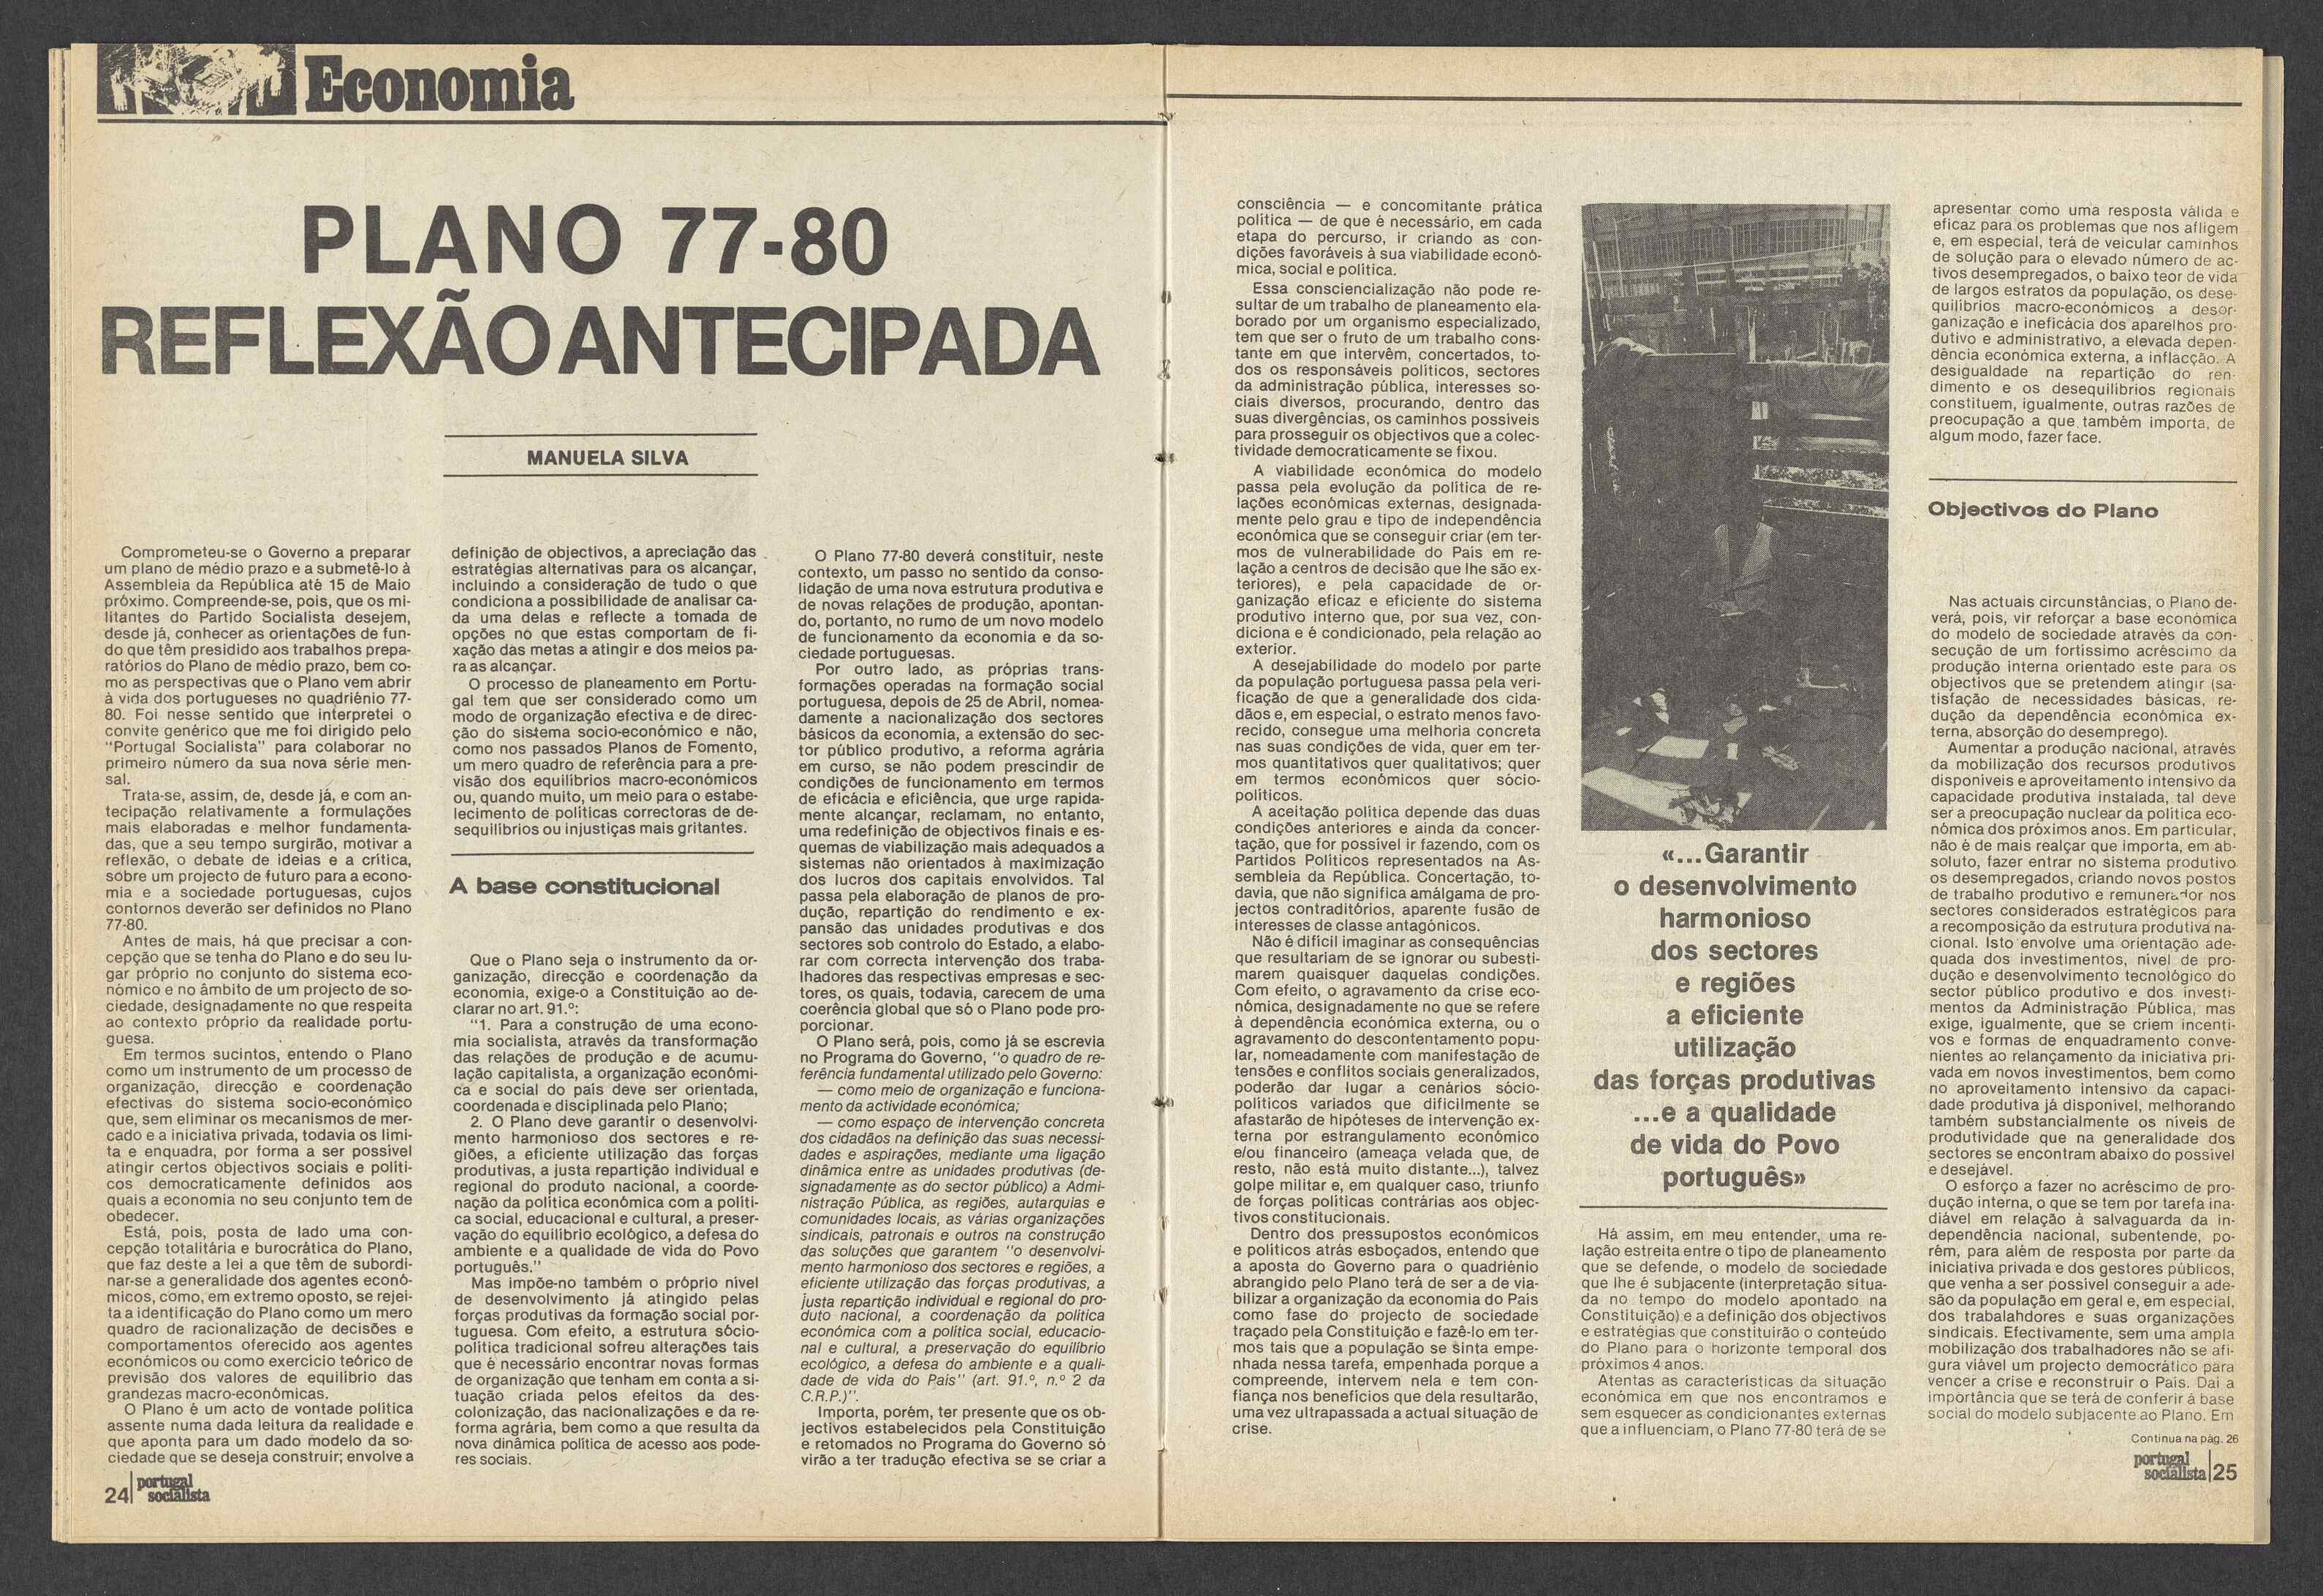 Economia
PLANO 77-80
REFLEXÃO ANTECIPADA
MANUELA SILVA
Comprometeu-se o Governo a preparar
um plano de médio prazo e a submetê-lo à
Assembleia da República até 15 de Maio
próximo. Compreende-se, pois, que os mi-
litantes do Partido Socialista desejem,
desde já, conhecer as orientações de fun-
do que têm presidido aos trabalhos prepa-
ratórios do Plano de médio prazo, bem co-
mo as perspectivas que o Plano vem abrir
à vida dos portugueses no quadriénio 77-
80. Foi nesse sentido que interpretei o
convite genérico que me foi dirigido pelo
"Portugal Socialista" para colaborar no
primeiro número da sua nova série men-
sal.
Trata-se, assim, de, desde já, e com an-
tecipação relativamente a formulações
mais elaboradas e melhor fundamenta-
das, que a seu tempo surgirão, motivar a
reflexão, o debate de ideias e a crítica,
sobre um projecto de futuro para a econo-
mia e a sociedade portuguesas, cujos
contornos deverão ser definidos no Plano
77-80.
Antes de mais, há que precisar a con-
cepção que se tenha do Plano e do seu lu-
gar próprio no conjunto do sistema eco-
nómico e no âmbito de um projecto de so-
ciedade, designadamente no que respeita
ao contexto próprio da realidade portu-
guesa.
Em termos sucintos, entendo o Plano
como um instrumento de um processo de
organização, direcção e coordenação
efectivas do sistema socio-económico
que, sem eliminar os mecanismos de mer-
cado e a iniciativa privada, todavia os limi-
ta e enquadra, por forma a ser possível
atingir certos objectivos sociais e políti-
cos democraticamente definidos aos
quais a economia no seu conjunto tem de
obedecer.
Está, pois, posta de lado uma con-
cepção totalitária e burocrática do Plano,
que faz deste a lei a que têm de subordi-
nar-se a generalidade dos agentes econó-
micos, como, em extremo oposto, se rejei-
ta a identificação do Plano como um mero
quadro de racionalização de decisões e
comportamentos oferecido aos agentes
económicos ou como exercício teórico de
previsão dos valores de equilíbrio das
grandezas macro-económicas.
O Plano é um acto de vontade política
assente numa dada leitura da realidade e
que aponta para um dado modelo da so-
ciedade que se deseja construir; envolve a
definição de objectivos, a apreciação das
estratégias alternativas para os alcançar,
incluindo a consideração de tudo o que
condiciona a possibilidade de analisar ca-
da uma delas e reflecte a tomada de
opções no que estas comportam de fi-
xação das metas a atingir e dos meios pa-
ra as alcançar.
O processo de planeamento em Portu-
gal tem que ser considerado como um
modo de organização efectiva e de direc-
ção do sistema socio-económico e não,
como nos passados Planos de Fomento,
um mero quadro de referência para a pre-
visão dos equilíbrios macro-económicos
ou, quando muito, um meio para o estabe-
lecimento de políticas correctoras de de-
sequilíbrios ou injustiças mais gritantes.
A base constitucional
Que o Plano seja o instrumento da or-
ganização, direcção e coordenação da
economia, exige-o a Constituição ao de-
clarar no art. 91.º:
"1. Para a construção de uma econo-
mia socialista, através da transformação
das relações de produção e de acumu-
lação capitalista, a organização económi-
ca e social do país deve ser orientada,
coordenada e disciplinada pelo Plano;
2. O Plano deve garantir o desenvolvi-
mento harmonioso dos sectores e re-
giões, a eficiente utilização das forças
produtivas, a justa repartição individual e
regional do produto nacional, a coorde-
nação da política económica com a políti-
ca social, educacional e cultural, a preser-
vação do equilíbrio ecológico, a defesa do
ambiente e a qualidade de vida do Povo
português."
Mas impõe-no também o próprio nível
de desenvolvimento já atingido pelas
forças produtivas da formação social por-
tuguesa. Com efeito, a estrutura sócio-
política tradicional sofreu alterações tais
que é necessário encontrar novas formas
de organização que tenham em conta a si-
tuação criada pelos efeitos da des-
colonização, das nacionalizações e da re-
forma agrária, bem como a que resulta da
nova dinâmica política de acesso aos pode-
res sociais.
O Plano 77-80 deverá constituir, neste
contexto, um passo no sentido da conso-
lidação de uma nova estrutura produtiva e
de novas relações de produção, apontan-
do, portanto, no rumo de um novo modelo
de funcionamento da economia e da so-
ciedade portuguesas.
Por outro lado, as próprias trans-
formações operadas na formação social
portuguesa, depois de 25 de Abril, nomea-
damente a nacionalização dos sectores
básicos da economia, a extensão do sec-
tor público produtivo, a reforma agrária
em curso, se não podem prescindir de
condições de funcionamento em termos
de eficácia e eficiência, que urge rapida-
mente alcançar, reclamam, no entanto,
uma redefinição de objectivos finais e es-
quemas de viabilização mais adequados a
sistemas não orientados à maximização
dos lucros dos capitais envolvidos. Tal
passa pela elaboração de planos de pro-
dução, repartição do rendimento e ex-
pansão das unidades produtivas e dos
sectores sob controlo do Estado, a elabo-
rar com correcta intervenção dos traba-
lhadores das respectivas empresas e sec-
tores, os quais, todavia, carecem de uma
coerência global que só o Plano pode pro-
porcionar.
O Plano será, pois, como já se escrevia
no Programa do Governo, "o quadro de re-
ferência fundamental utilizado pelo Governo:
— como meio de organização e funciona-
mento da actividade económica;
— como espaço de intervenção concreta
dos cidadãos na definição das suas necessi-
dades e aspirações, mediante uma ligação
dinâmica entre as unidades produtivas (de-
signadamente as do sector público) a Admi-
nistração Pública, as regiões, autarquias e
comunidades locais, as várias organizações
sindicais, patronais e outros na construção
das soluções que garantem "o desenvolvi-
mento harmonioso dos sectores e regiões, a
eficiente utilização das forças produtivas, a
justa repartição individual e regional do pro-
duto nacional, a coordenação da política
económica com a política social, educacio-
nal e cultural, a preservação do equilíbrio
ecológico, a defesa do ambiente e a quali-
dade de vida do País" (art. 91.º, n.º 2 da
C.R.P.)".
Importa, porém, ter presente que os ob-
jectivos estabelecidos pela Constituição
e retomados no Programa do Governo só
virão a ter tradução efectiva se se criar a
24 portugal
socialista
consciência — e concomitante prática
política — de que é necessário, em cada
etapa do percurso, ir criando as con-
dições favoráveis à sua viabilidade econó-
mica, social e política.
Essa consciencialização não pode re-
sultar de um trabalho de planeamento ela-
borado por um organismo especializado,
tem que ser o fruto de um trabalho cons-
tante em que intervêm, concertados, to-
dos os responsáveis políticos, sectores
da administração pública, interesses so-
ciais diversos, procurando, dentro das
suas divergências, os caminhos possíveis
para prosseguir os objectivos que a colec-
tividade democraticamente se fixou.
A viabilidade económica do modelo
passa pela evolução da política de re-
lações económicas externas, designada-
mente pelo grau e tipo de independência
económica que se conseguir criar (em ter-
mos de vulnerabilidade do País em re-
lação a centros de decisão que lhe são ex-
teriores), e pela capacidade de or-
ganização eficaz e eficiente do sistema
produtivo interno que, por sua vez, con-
diciona e é condicionado, pela relação ao
exterior.
A desejabilidade do modelo por parte
da população portuguesa passa pela veri-
ficação de que a generalidade dos cida-
dãos e, em especial, o estrato menos favo-
recido, consegue uma melhoria concreta
nas suas condições de vida, quer em ter-
mos quantitativos quer qualitativos; quer
em termos económicos quer sócio-
políticos.
A aceitação política depende das duas
condições anteriores e ainda da concer-
tação, que for possível ir fazendo, com os
Partidos Políticos representados na As-
sembleia da República. Concertação, to-
davia, que não significa amálgama de pro-
jectos contraditórios, aparente fusão de
interesses de classe antagónicos.
Não é difícil imaginar as consequências
que resultariam de se ignorar ou subesti-
marem quaisquer daquelas condições.
Com efeito, o agravamento da crise eco-
nómica, designadamente no que se refere
à dependência económica externa, ou o
agravamento do descontentamento popu-
lar, nomeadamente com manifestação de
tensões e conflitos sociais generalizados,
poderão dar lugar a cenários sócio-
políticos variados que dificilmente se
afastarão de hipóteses de intervenção ex-
terna por estrangulamento económico
e/ou financeiro (ameaça velada que, de
resto, não está muito distante...), talvez
golpe militar e, em qualquer caso, triunfo
de forças políticas contrárias aos objec-
tivos constitucionais.
Dentro dos pressupostos económicos
e políticos atrás esboçados, entendo que
a aposta do Governo para o quadriénio
abrangido pelo Plano terá de ser a de via-
bilizar a organização da economia do País
como fase do projecto de sociedade
traçado pela Constituição e fazê-lo em ter-
mos tais que a população se sinta empe-
nhada nessa tarefa, empenhada porque a
compreende, intervem nela e tem con-
fiança nos benefícios que dela resultarão,
uma vez ultrapassada a actual situação de
crise.
«...Garantir
o desenvolvimento
harmonioso
dos sectores
e regiões
a eficiente
utilização
das forças produtivas
...e a qualidade
de vida do Povo
português»
Há assim, em meu entender, uma re-
lação estreita entre o tipo de planeamento
que se defende, o modelo de sociedade
que lhe é subjacente (interpretação situa-
da no tempo do modelo apontado na
Constituição) e a definição dos objectivos
e estratégias que constituirão o conteúdo
do Plano para o horizonte temporal dos
próximos 4 anos.
Atentas as características da situação
económica em que nos encontramos e
sem esquecer as condicionantes externas
que a influenciam, o Plano 77-80 terá de se
apresentar como uma resposta válida e
eficaz para os problemas que nos afligem
e, em especial, terá de veicular caminhos
de solução para o elevado número de ac-
tivos desempregados, o baixo teor de vida
de largos estratos da população, os dese-
quilíbrios macro-económicos a desor-
ganização e ineficácia dos aparelhos pro-
dutivo e administrativo, a elevada depen-
dência económica externa, a inflacção. A
desigualdade na repartição do ren-
dimento e os desequilíbrios regionais
constituem, igualmente, outras razões de
preocupação a que também importa, de
algum modo, fazer face.
Objectivos do Plano
Nas actuais circunstâncias, o Plano de-
verá, pois, vir reforçar a base económica
do modelo de sociedade através da con-
secução de um fortíssimo acréscimo da
produção interna orientado este para os
objectivos que se pretendem atingir (sa-
tisfação de necessidades básicas, re-
dução da dependência económica ex-
terna, absorção do desemprego).
Aumentar a produção nacional, através
da mobilização dos recursos produtivos
disponíveis e aproveitamento intensivo da
capacidade produtiva instalada, tal deve
ser a preocupação nuclear da política eco-
nómica dos próximos anos. Em particular,
não é de mais realçar que importa, em ab-
soluto, fazer entrar no sistema produtivo
os desempregados, criando novos postos
de trabalho produtivo e remunerador nos
sectores considerados estratégicos para
a recomposição da estrutura produtiva na-
cional. Isto envolve uma orientação ade-
quada dos investimentos, nível de pro-
dução e desenvolvimento tecnológico do
sector público produtivo e dos investi-
mentos da Administração Pública, mas
exige, igualmente, que se criem incenti-
vos e formas de enquadramento conve-
nientes ao relançamento da iniciativa pri-
vada em novos investimentos, bem como
no aproveitamento intensivo da capaci-
dade produtiva já disponível, melhorando
também substancialmente os níveis de
produtividade que na generalidade dos
sectores se encontram abaixo do possível
e desejável.
O esforço a fazer no acréscimo de pro-
dução interna, o que se tem por tarefa ina-
diável em relação à salvaguarda da in-
dependência nacional, subentende, po-
rém, para além de resposta por parte da
iniciativa privada e dos gestores públicos,
que venha a ser possível conseguir a ade-
são da população em geral e, em especial,
dos trabalahdores e suas organizações
sindicais. Efectivamente, sem uma ampla
mobilização dos trabalhadores não se afi-
gura viável um projecto democrático para
vencer a crise e reconstruir o País. Daí a
importância que se terá de conferir à base
social do modelo subjacente ao Plano. Em
Continua na pág. 26
portugal
socialista 25